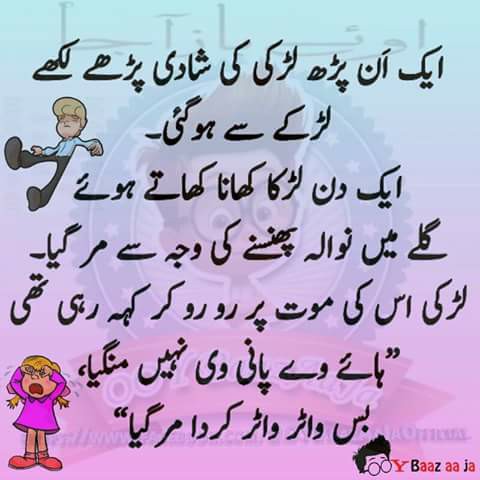 ایک اَن پڑھ لڑکی کی شادی پڑھے لکھے
لڑکے سے ہوگئی۔
ایک دن لڑکا کھانا کھاتے ہوئے
گلے میں نوالہ پھنسنے کی وجہ سے مر گیا۔
لڑکی اس کی موت پر رو رو کر کہہ رہی تھی
”ہائے وے پانی وی نہیں منگیا،
بس واٹر واٹر کردا مر گیا“
OOY Baaz aa ja